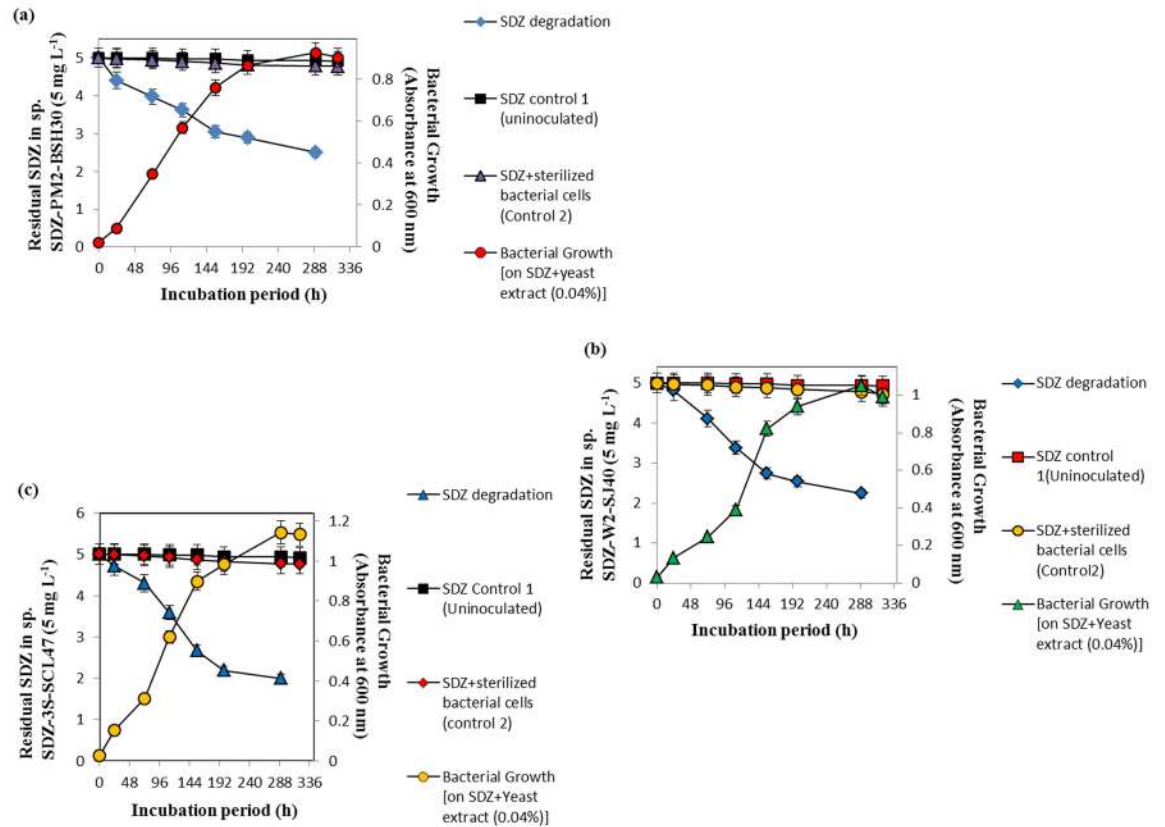 (a)
Residual SDZ in sp.
SDZ-PM2-BSH30 (5 mg L-1)
5
4
3
2
1
0
0.8
0.6
0.4
0.2
0
Bacterial Growth
(Absorbance at 600 nm)
0 48 96 144 192 240 288 336
Incubation period (h)
SDZ degradation
SDZ control 1
(uninoculated)
SDZ+sterilized
bacterial cells
(Control 2)
Bacterial Growth
[on SDZ+yeast
extract (0.04%)]
(b)
Residual SDZ in sp.
SDZ-W2-SJ40 (5 mg L-1)
5
4
3
2
1
0
1
0.8
0.6
0.4
0.2
0
Bacterial Growth
(Absorbance at 600 nm)
0 48 96 144 192 240 288 336
Incubation period (h)
SDZ degradation
SDZ control
1(Uninoculated)
SDZ+sterilized
bacterial cells
(Control2)
Bacterial Growth
[on SDZ+Yeast
extract (0.04%)]
(c)
Residual SDZ in sp.
SDZ-3S-SCL47 (5 mg L-1)
6
5
4
3
2
1
0
1.2
1
0.8
0.6
0.4
0.2
0
Bacterial Growth
(Absorbance at 600 nm)
0 48 96 144 192 240 288 336
Incubation period (h)
SDZ degradation
SDZ Control 1
(Uninoculated)
SDZ+sterilized
bacterial cells
(control 2)
Bacterial Growth
[on SDZ+Yeast
extract (0.04%)]